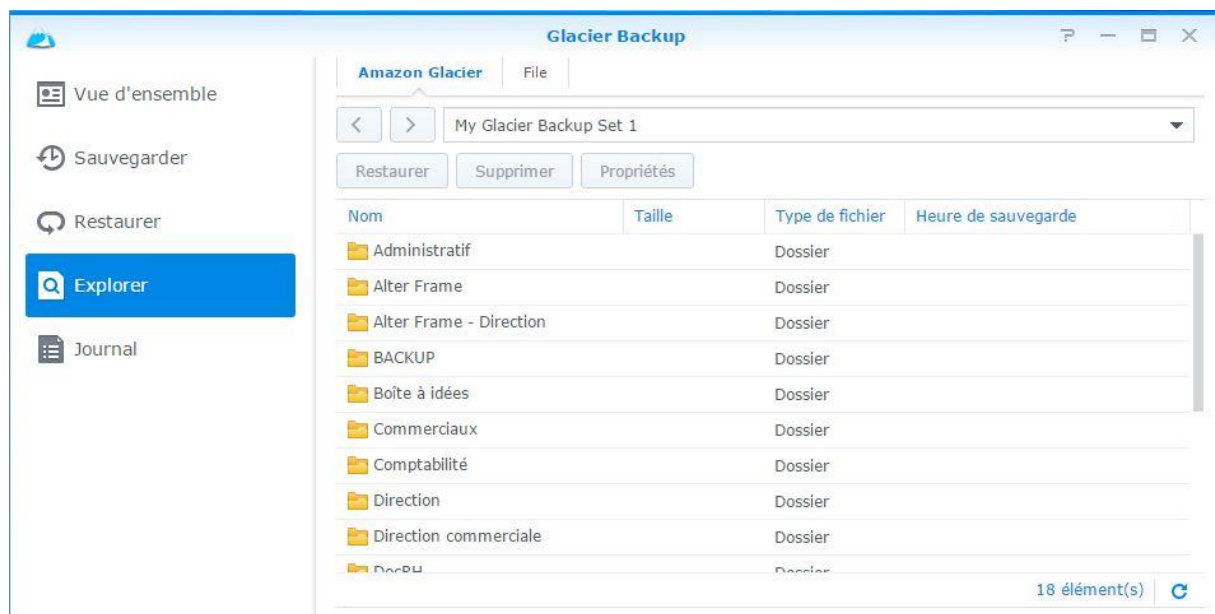 Glacier Backup
Vue d'ensemble
Sauvegarder
Restaurer
Explorer
Journal
Amazon Glacier File
My Glacier Backup Set 1
Restaurer Supprimer Propriétés
Nom Taille Type de fichier Heure de sauvegarde
Administratif Dossier
Alter Frame Dossier
Alter Frame - Direction Dossier
BACKUP Dossier
Boîte à idées Dossier
Commerciaux Dossier
Comptabilité Dossier
Direction Dossier
Direction commerciale Dossier
DocRH Dossier
18 élément(s)